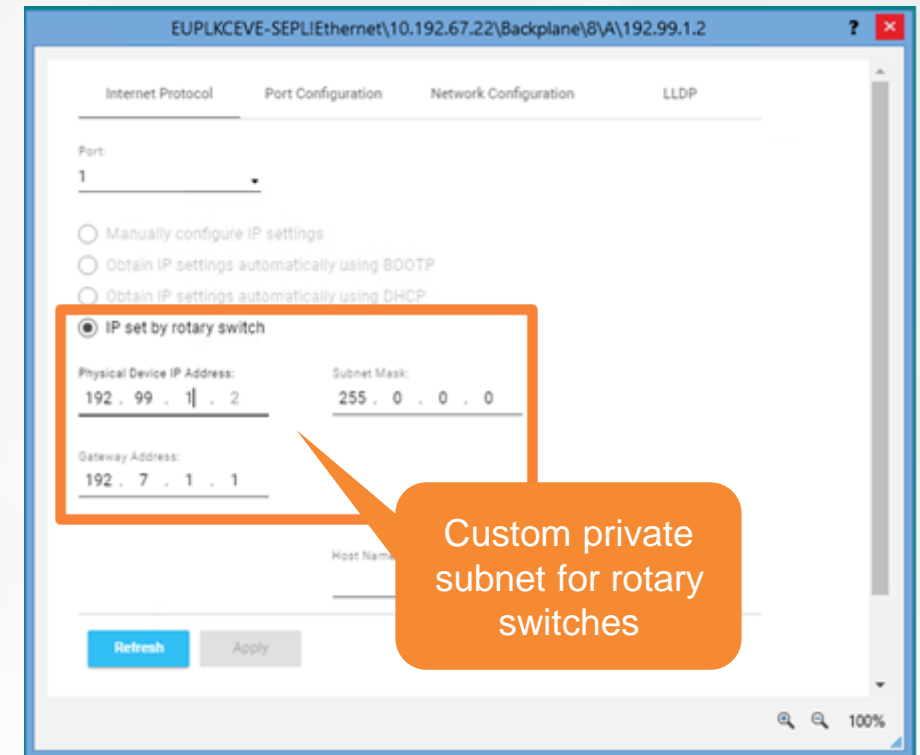 EUPLKCEVE-SEPL!Ethernet\10.192.67.22\Backplane\8\A\192.99.1.2 ?
Internet Protocol Port Configuration Network Configuration LLDP
Port:
1
Manually configure IP settings
Obtain IP settings automatically using BOOTP
Obtain IP settings automatically using DHCP
IP set by rotary switch
Physical Device IP Address: Subnet Mask:
192 . 99 . 1 . 2 255 . 0 . 0 . 0
Gateway Address:
192 . 7 . 1 . 1
Host Name
Custom private
subnet for rotary
switches
Refresh Apply
100%